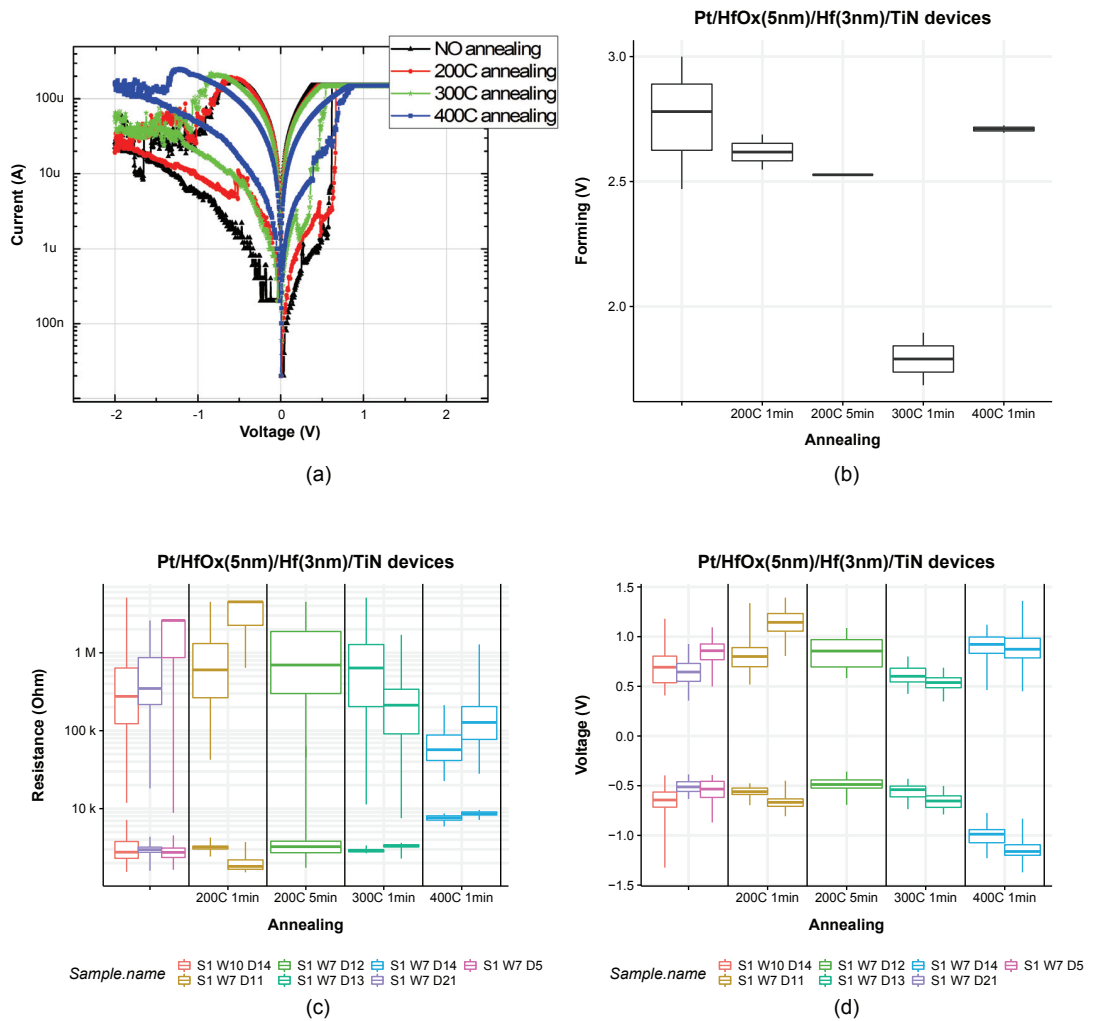 NO annealing
200C annealing
300C annealing
400C annealing
100u
10u
1u
100n
Current (A)
-2
-1
0
1
2
Voltage (V)
(a)
Pt/HfOx(5nm)/Hf(3nm)/TiN devices
3.0
2.5
2.0
Forming (V)
200C 1min
200C 5min
300C 1min
400C 1min
Annealing
(b)
Pt/HfOx(5nm)/Hf(3nm)/TiN devices
1 M
100 k
10 k
Resistance (Ohm)
200C 1min
200C 5min
300C 1min
400C 1min
Annealing
Sample.name
S1 W10 D14
S1 W7 D12
S1 W7 D14
S1 W7 D5
S1 W7 D11
S1 W7 D13
S1 W7 D21
(c)
Pt/HfOx(5nm)/Hf(3nm)/TiN devices
1.5
1.0
0.5
0.0
−0.5
−1.0
−1.5
Voltage (V)
200C 1min
200C 5min
300C 1min
400C 1min
Annealing
Sample.name
S1 W10 D14
S1 W7 D12
S1 W7 D14
S1 W7 D5
S1 W7 D11
S1 W7 D13
S1 W7 D21
(d)